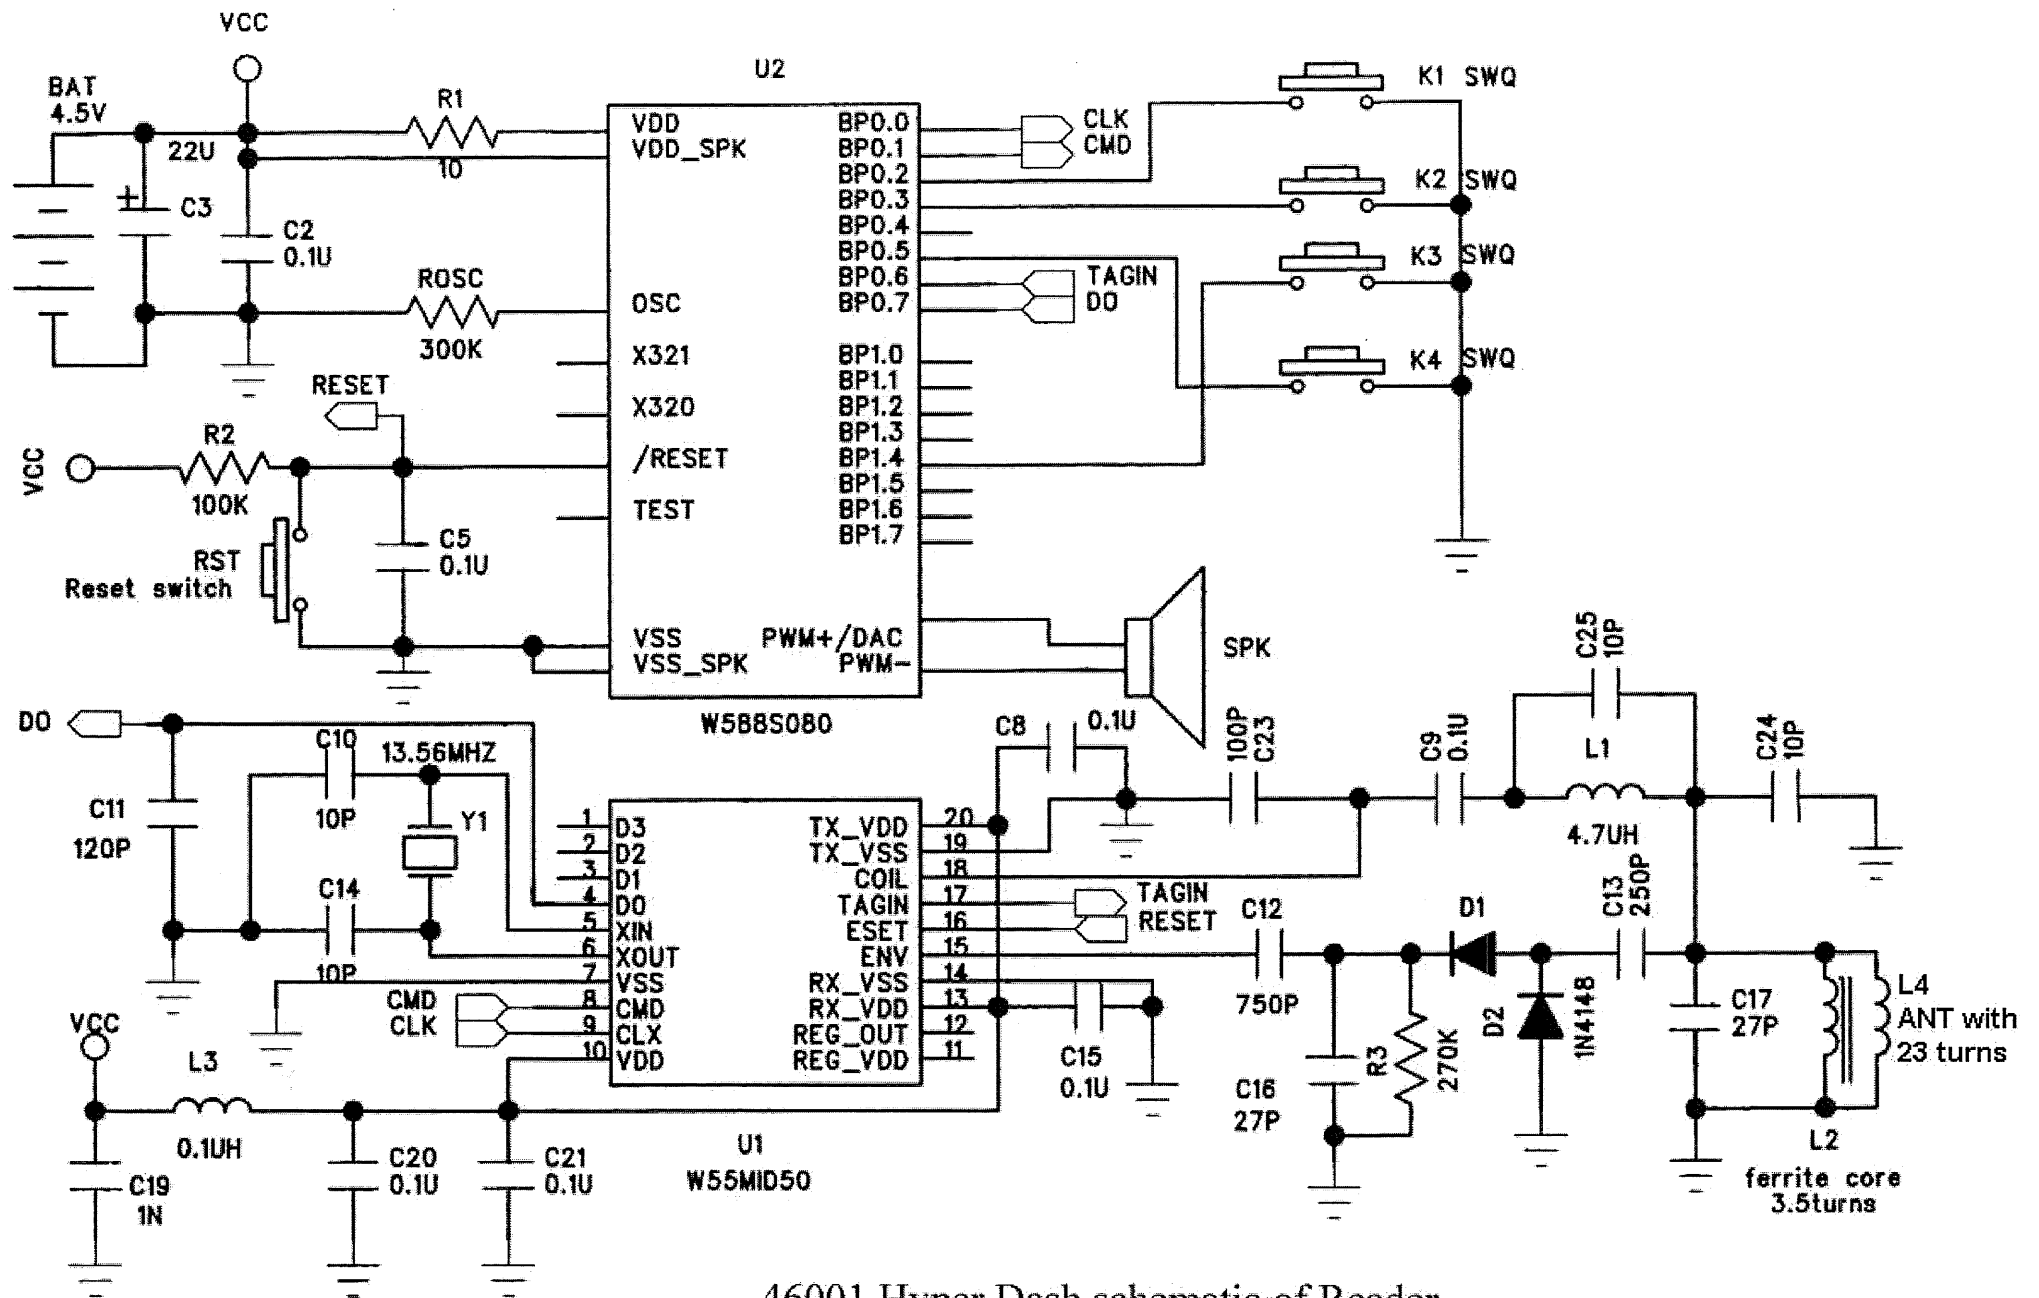 VCC
BAT
4.5V
22U
C3
C2
0.1U
R1
10
ROSC
300K
RESET
VCC
R2
100K
RST
Reset switch
C5
0.1U
U2
VDD
VDD_SPK
OSC
X321
X320
/RESET
TEST
VSS
VSS_SPK
BP0.0
BP0.1
BP0.2
BP0.3
BP0.4
BP0.5
BP0.6
BP0.7
BP1.0
BP1.1
BP1.2
BP1.3
BP1.4
BP1.5
BP1.6
BP1.7
PWM+/DAC
PWM-
W588S080
CLK
CMD
TAGIN
DO
K1 SWQ
K2 SWQ
K3 SWQ
K4 SWQ
SPK
DO
C10
10P
13.56MHZ
Y1
C11
120P
C14
10P
CMD
CLK
VCC
L3
0.1UH
C19
1N
C20
0.1U
C21
0.1U
1 D3
2 D2
3 D1
4 D0
5 XIN
6 XOUT
7 VSS
8 CMD
9 CLX
10 VDD
TX_VDD 20
TX_VSS 19
COIL 18
TAGIN 17
ESET 16
ENV 15
RX_VSS 14
RX_VDD 13
REG_OUT 12
REG_VDD 11
U1
W55MID50
C8
0.1U
100P
C23
C9
0.1U
C25
10P
L1
4.7UH
C24
10P
TAGIN
RESET
C12
750P
D1
C13
250P
D2
1N4148
C15
0.1U
C16
27P
R3
270K
C17
27P
L4
ANT with
23 turns
L2
ferrite core
3.5turns
46001 Hyper Dash schematic of Reader